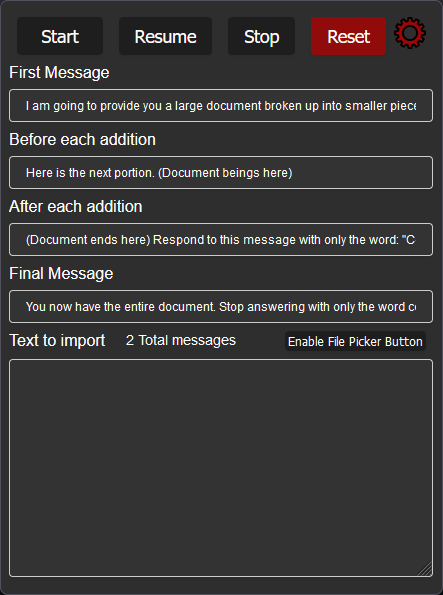 Start Resume Stop Reset
First Message
I am going to provide you a large document broken up into smaller piece
Before each addition
Here is the next portion. (Document beings here)
After each addition
(Document ends here) Respond to this message with only the word: "C
Final Message
You now have the entire document. Stop answering with only the word co
Text to import 2 Total messages Enable File Picker Button